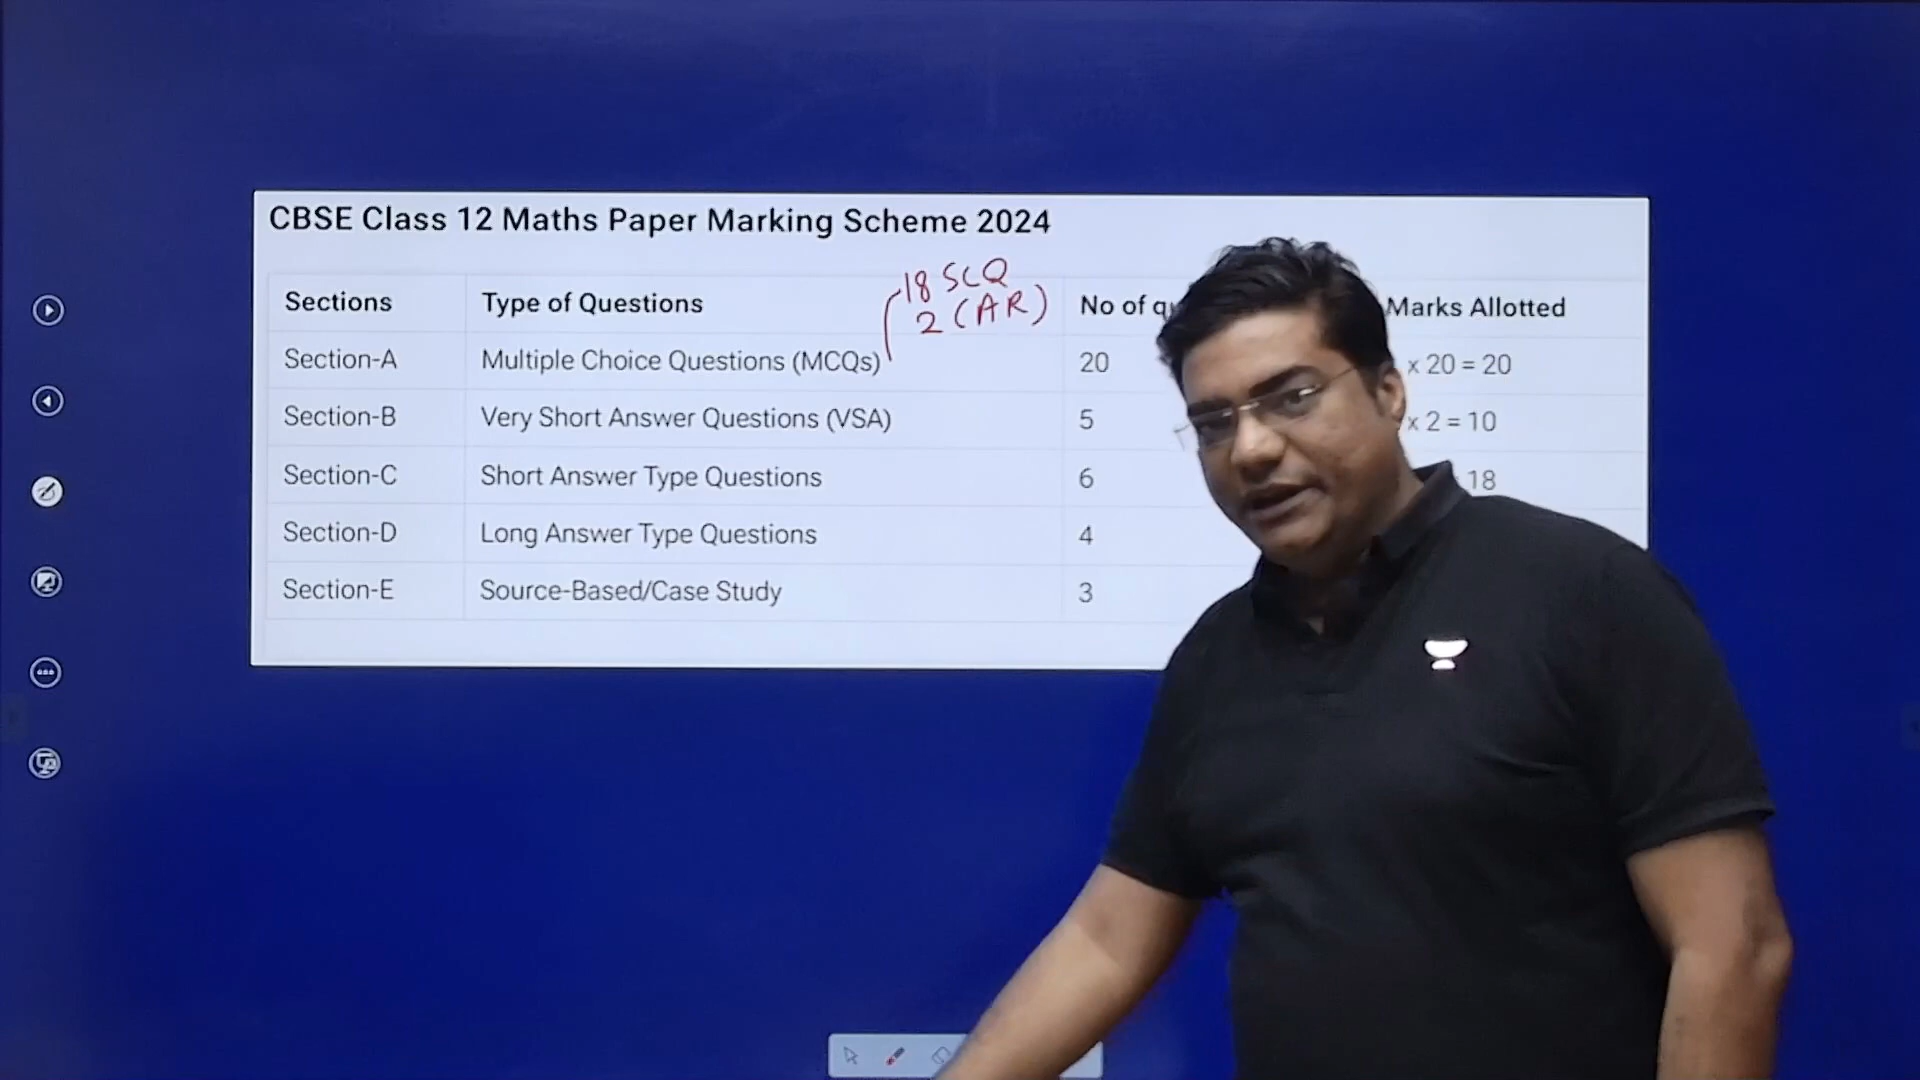 CBSE Class 12 Maths Paper Marking Scheme 2024
18 SCQ
2 (AR)
Sections Type of Questions No of Marks Allotted
Section-A Multiple Choice Questions (MCQs) 20 x 20 = 20
Section-B Very Short Answer Questions (VSA) 5 x 2 = 10
Section-C Short Answer Type Questions 6 18
Section-D Long Answer Type Questions 4
Section-E Source-Based/Case Study 3